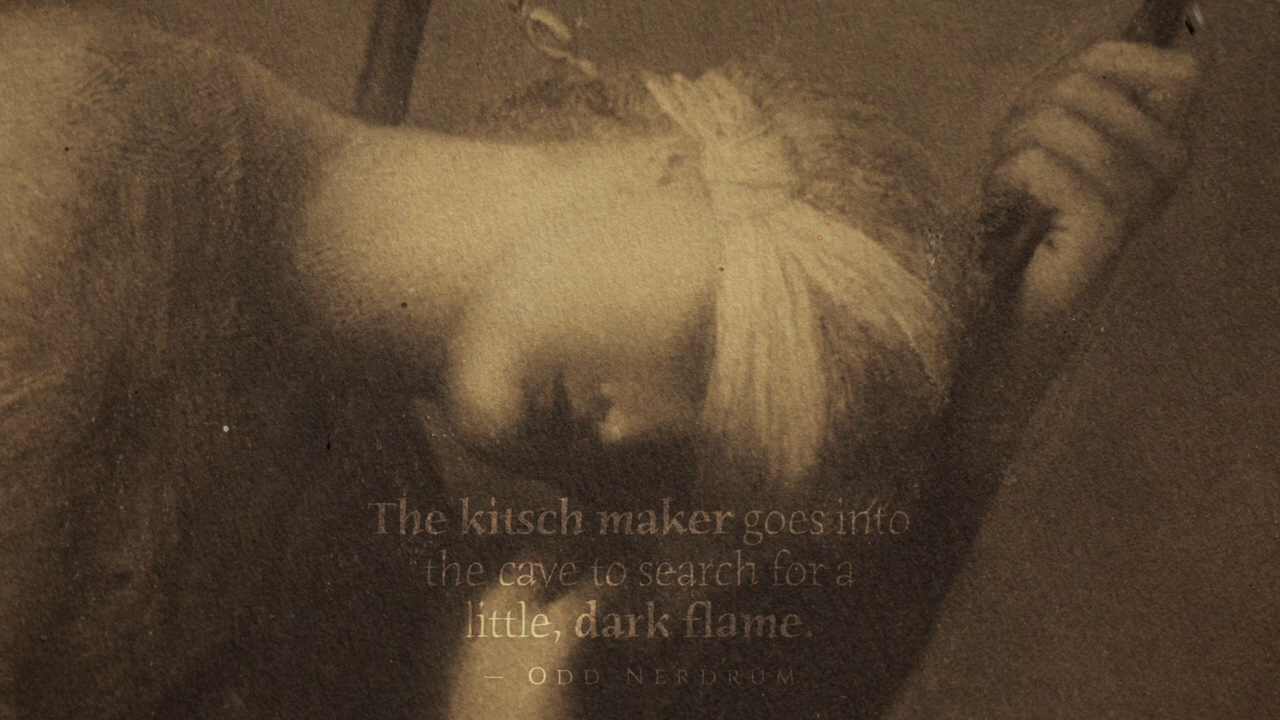 The kitsch maker goes into
the cave to search for a
little, dark flame.
— Odd Nerdrum